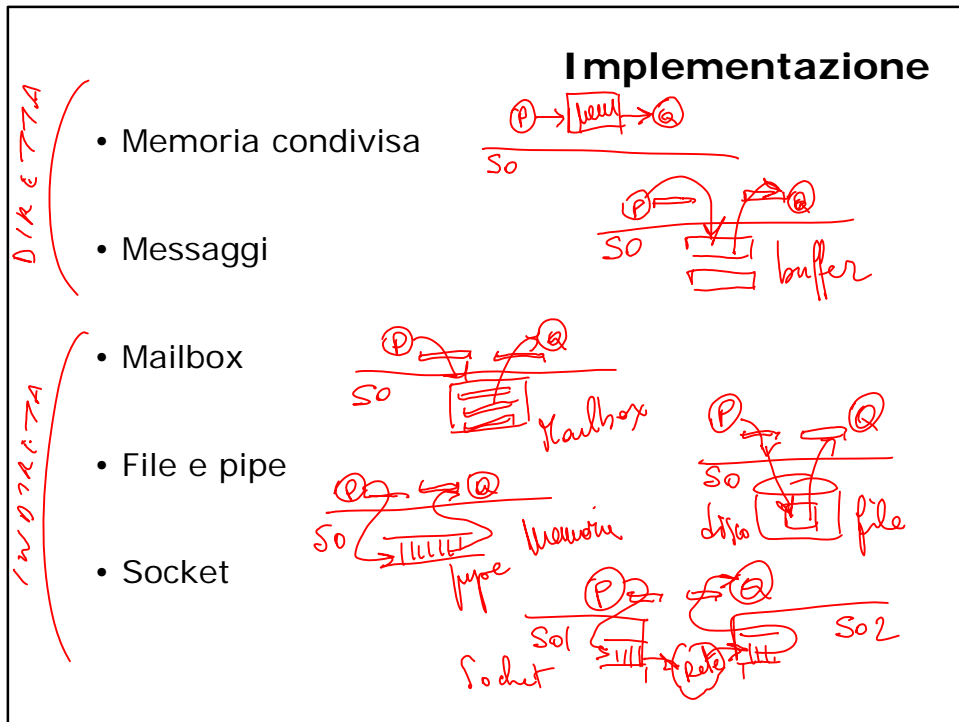 Implementazione
DIRETTA
• Memoria condivisa
P mem Q
SO
• Messaggi
P Q
SO
buffer
INDIRITA
• Mailbox
P Q
SO
Mailbox
P Q
SO
disco file
• File e pipe
P Q
SO
Memoria
pipe
• Socket
P Q
SO1 SO2
Rete
Socket